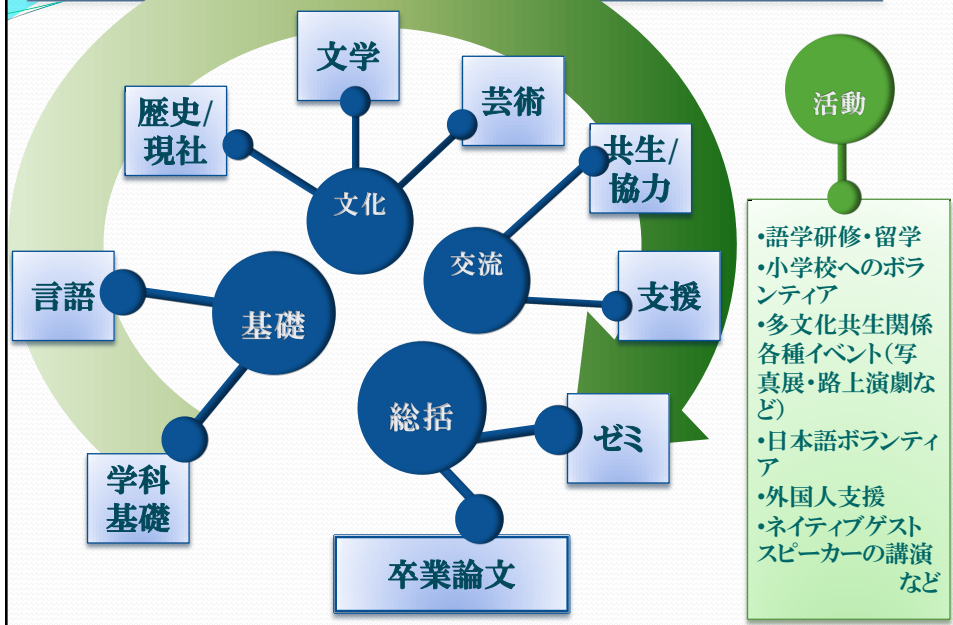 文学
芸術
歴史/
現社
文化
共生/
協力
交流
支援
言語
基礎
学科
基礎
総括
ゼミ
卒業論文
活動
・語学研修・留学
・小学校へのボラ
ンティア
・多文化共生関係
各種イベント(写
真展・路上演劇な
ど)
・日本語ボランティ
ア
・外国人支援
・ネイティブゲスト
スピーカーの講演
など